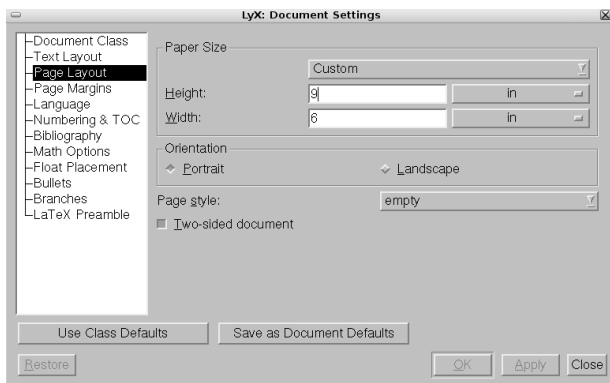 LyX: Document Settings
Document Class
Text Layout
Page Layout
Page Margins
Language
Numbering & TOC
Bibliography
Math Options
Float Placement
Bullets
Branches
LaTeX Preamble
Paper Size
Custom
Height: 9 in
Width: 6 in
Orientation
Portrait Landscape
Page style: empty
Two-sided document
Use Class Defaults Save as Document Defaults
Restore OK Apply Close